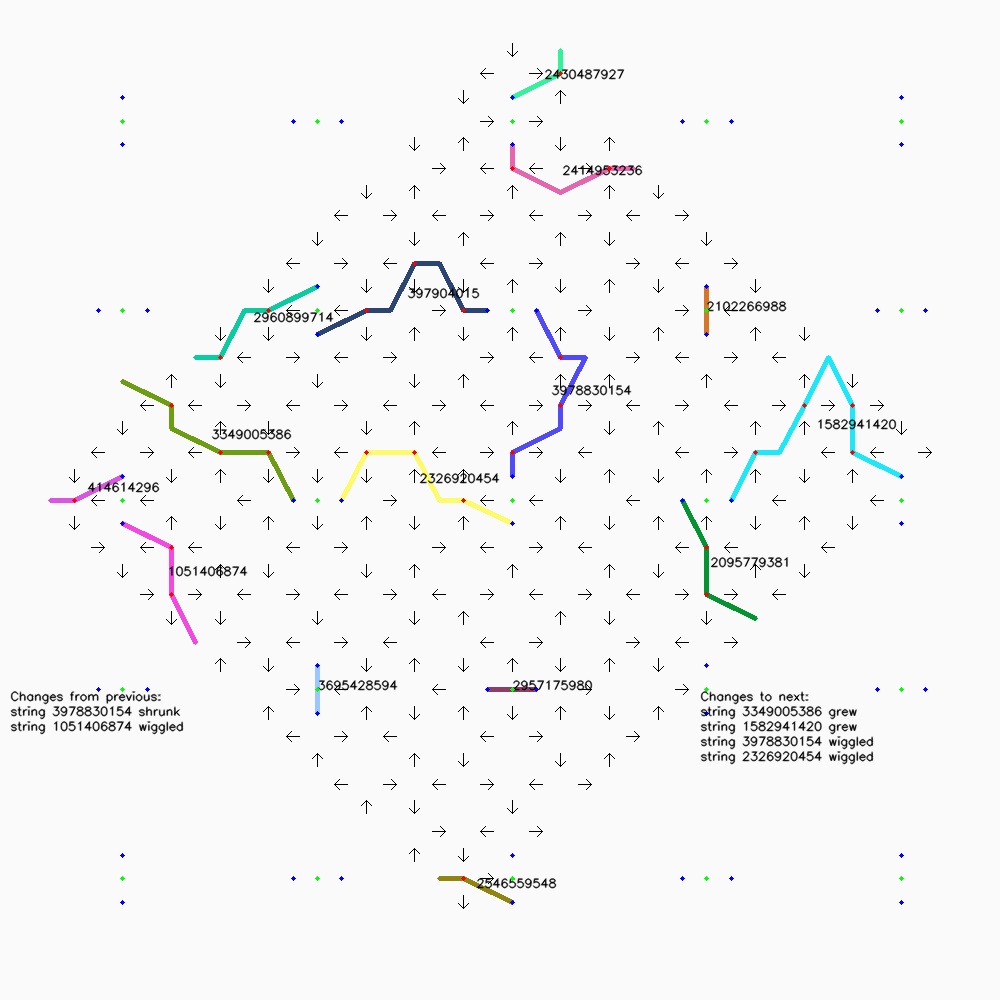 2430487927
2414953236
397904015
2102266988
2960899714
3978830154
1582941420
3349005386
2326920454
414614296
2095779381
1051406874
3695428594
2957175980
Changes from previous:
string 3978830154 shrunk
string 1051406874 wiggled
Changes to next:
string 3349005386 grew
string 1582941420 grew
string 3978830154 wiggled
string 2326920454 wiggled
2546559548